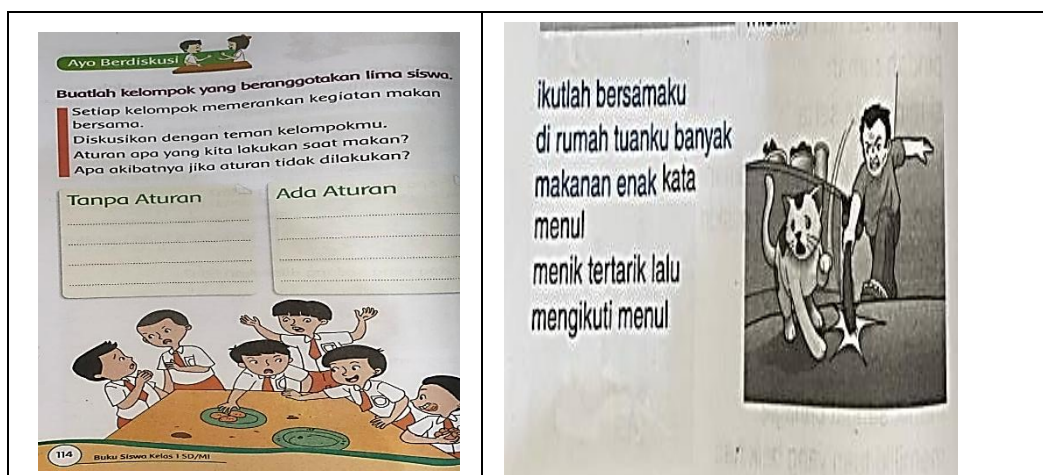 Ayo Berdiskusi
Buatlah kelompok yang beranggotakan lima siswa.
Setiap kelompok memerankan kegiatan makan
bersama.
Diskusikan dengan teman kelompokmu.
Aturan apa yang kita lakukan saat makan?
Apa akibatnya jika aturan tidak dilakukan?
Tanpa Aturan
Ada Aturan
114
Buku Siswa Kelas 1 SD/MI
ikutlah bersamaku
di rumah tuanku banyak
makanan enak kata
menul
menik tertarik lalu
mengikuti menul